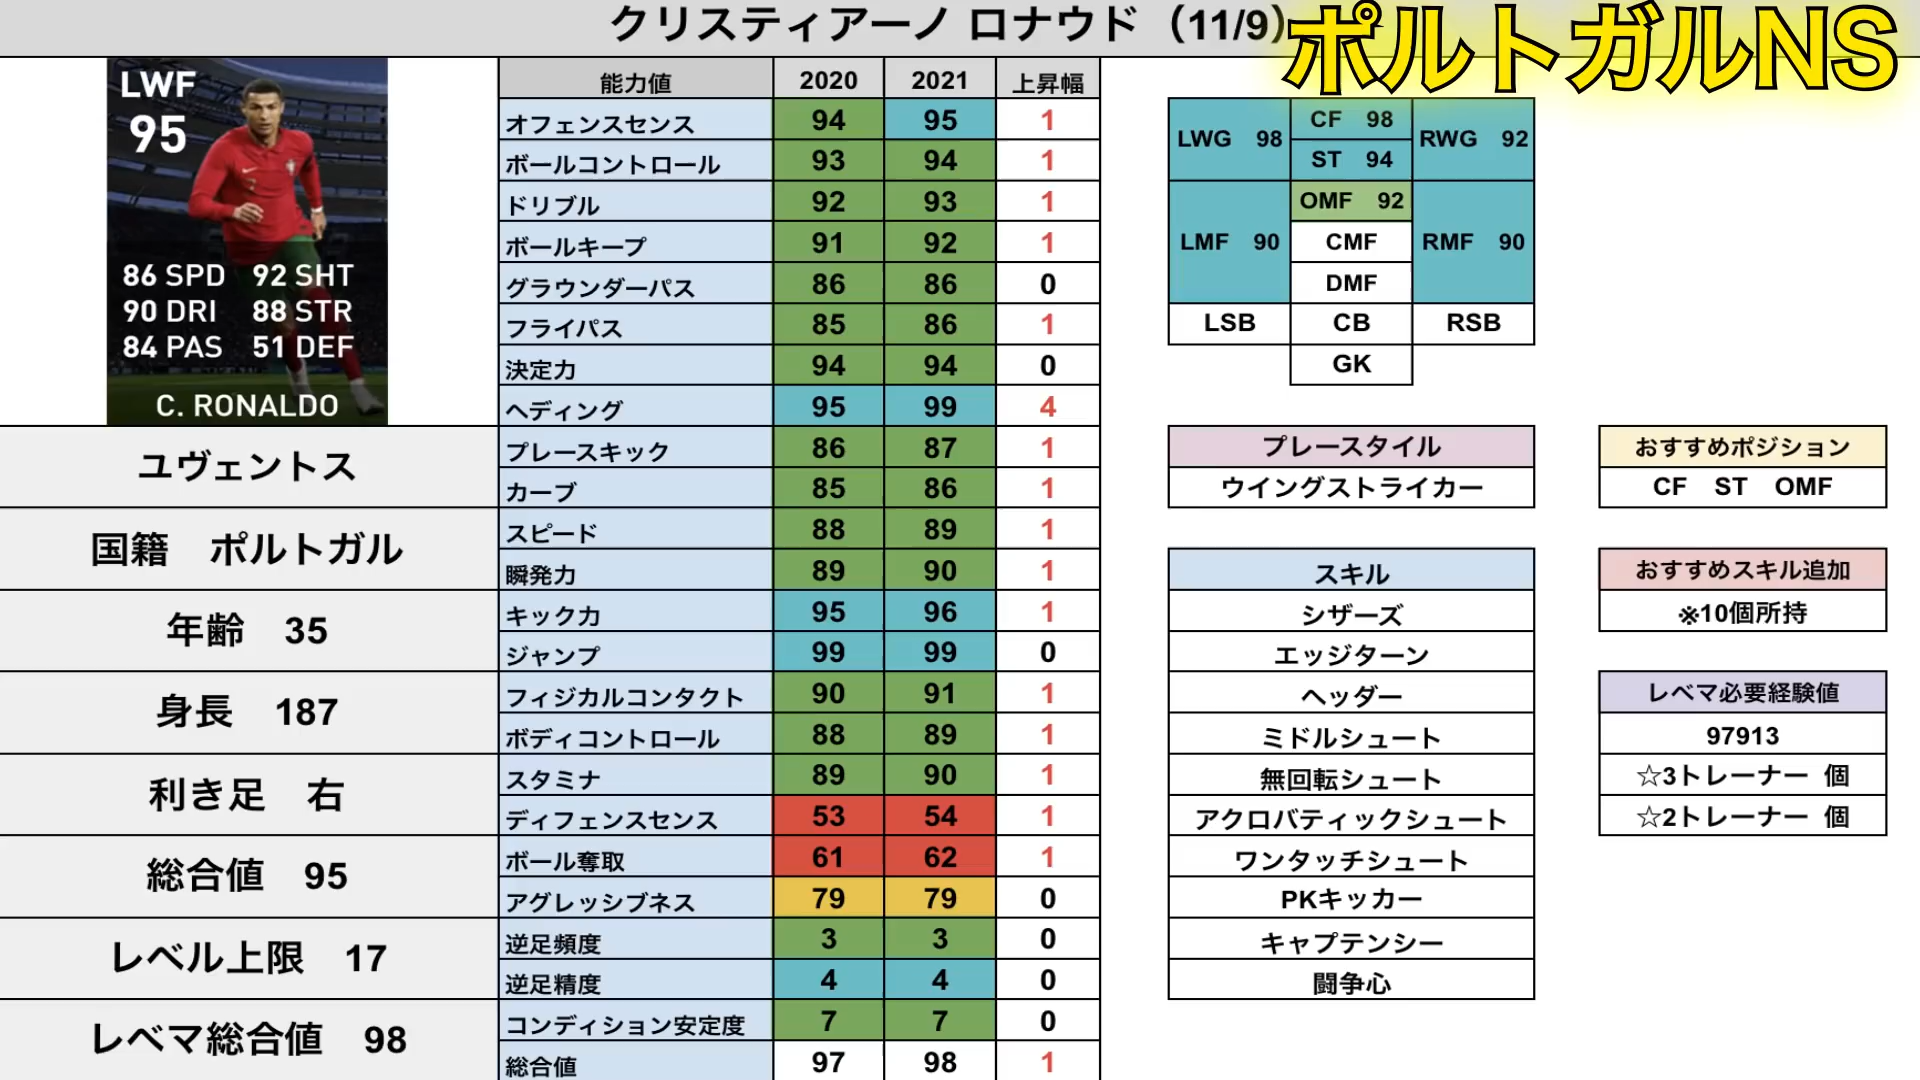 クリスティアーノ ロナウド（11/9）
ポルトガルNS
LWF
95
86 SPD 92 SHT
90 DRI 88 STR
84 PAS 51 DEF
C. RONALDO
ユヴェントス
国籍　ポルトガル
年齢　35
身長　187
利き足　右
総合値　95
レベル上限　17
レベマ総合値　98
能力値 2020 2021 上昇幅
オフェンスセンス 94 95 1
ボールコントロール 93 94 1
ドリブル 92 93 1
ボールキープ 91 92 1
グラウンダーパス 86 86 0
フライパス 85 86 1
決定力 94 94 0
ヘディング 95 99 4
プレースキック 86 87 1
カーブ 85 86 1
スピード 88 89 1
瞬発力 89 90 1
キック力 95 96 1
ジャンプ 99 99 0
フィジカルコンタクト 90 91 1
ボディコントロール 88 89 1
スタミナ 89 90 1
ディフェンスセンス 53 54 1
ボール奪取 61 62 1
アグレッシブネス 79 79 0
逆足頻度 3 3 0
逆足精度 4 4 0
コンディション安定度 7 7 0
総合値 97 98 1
LWG 98 CF 98 RWG 92
ST 94
OMF 92
LMF 90 CMF RMF 90
DMF
LSB CB RSB
GK
プレースタイル
ウイングストライカー
スキル
シザーズ
エッジターン
ヘッダー
ミドルシュート
無回転シュート
アクロバティックシュート
ワンタッチシュート
PKキッカー
キャプテンシー
闘争心
おすすめポジション
CF ST OMF
おすすめスキル追加
※10個所持
レベマ必要経験値
97913
☆3トレーナー 個
☆2トレーナー 個